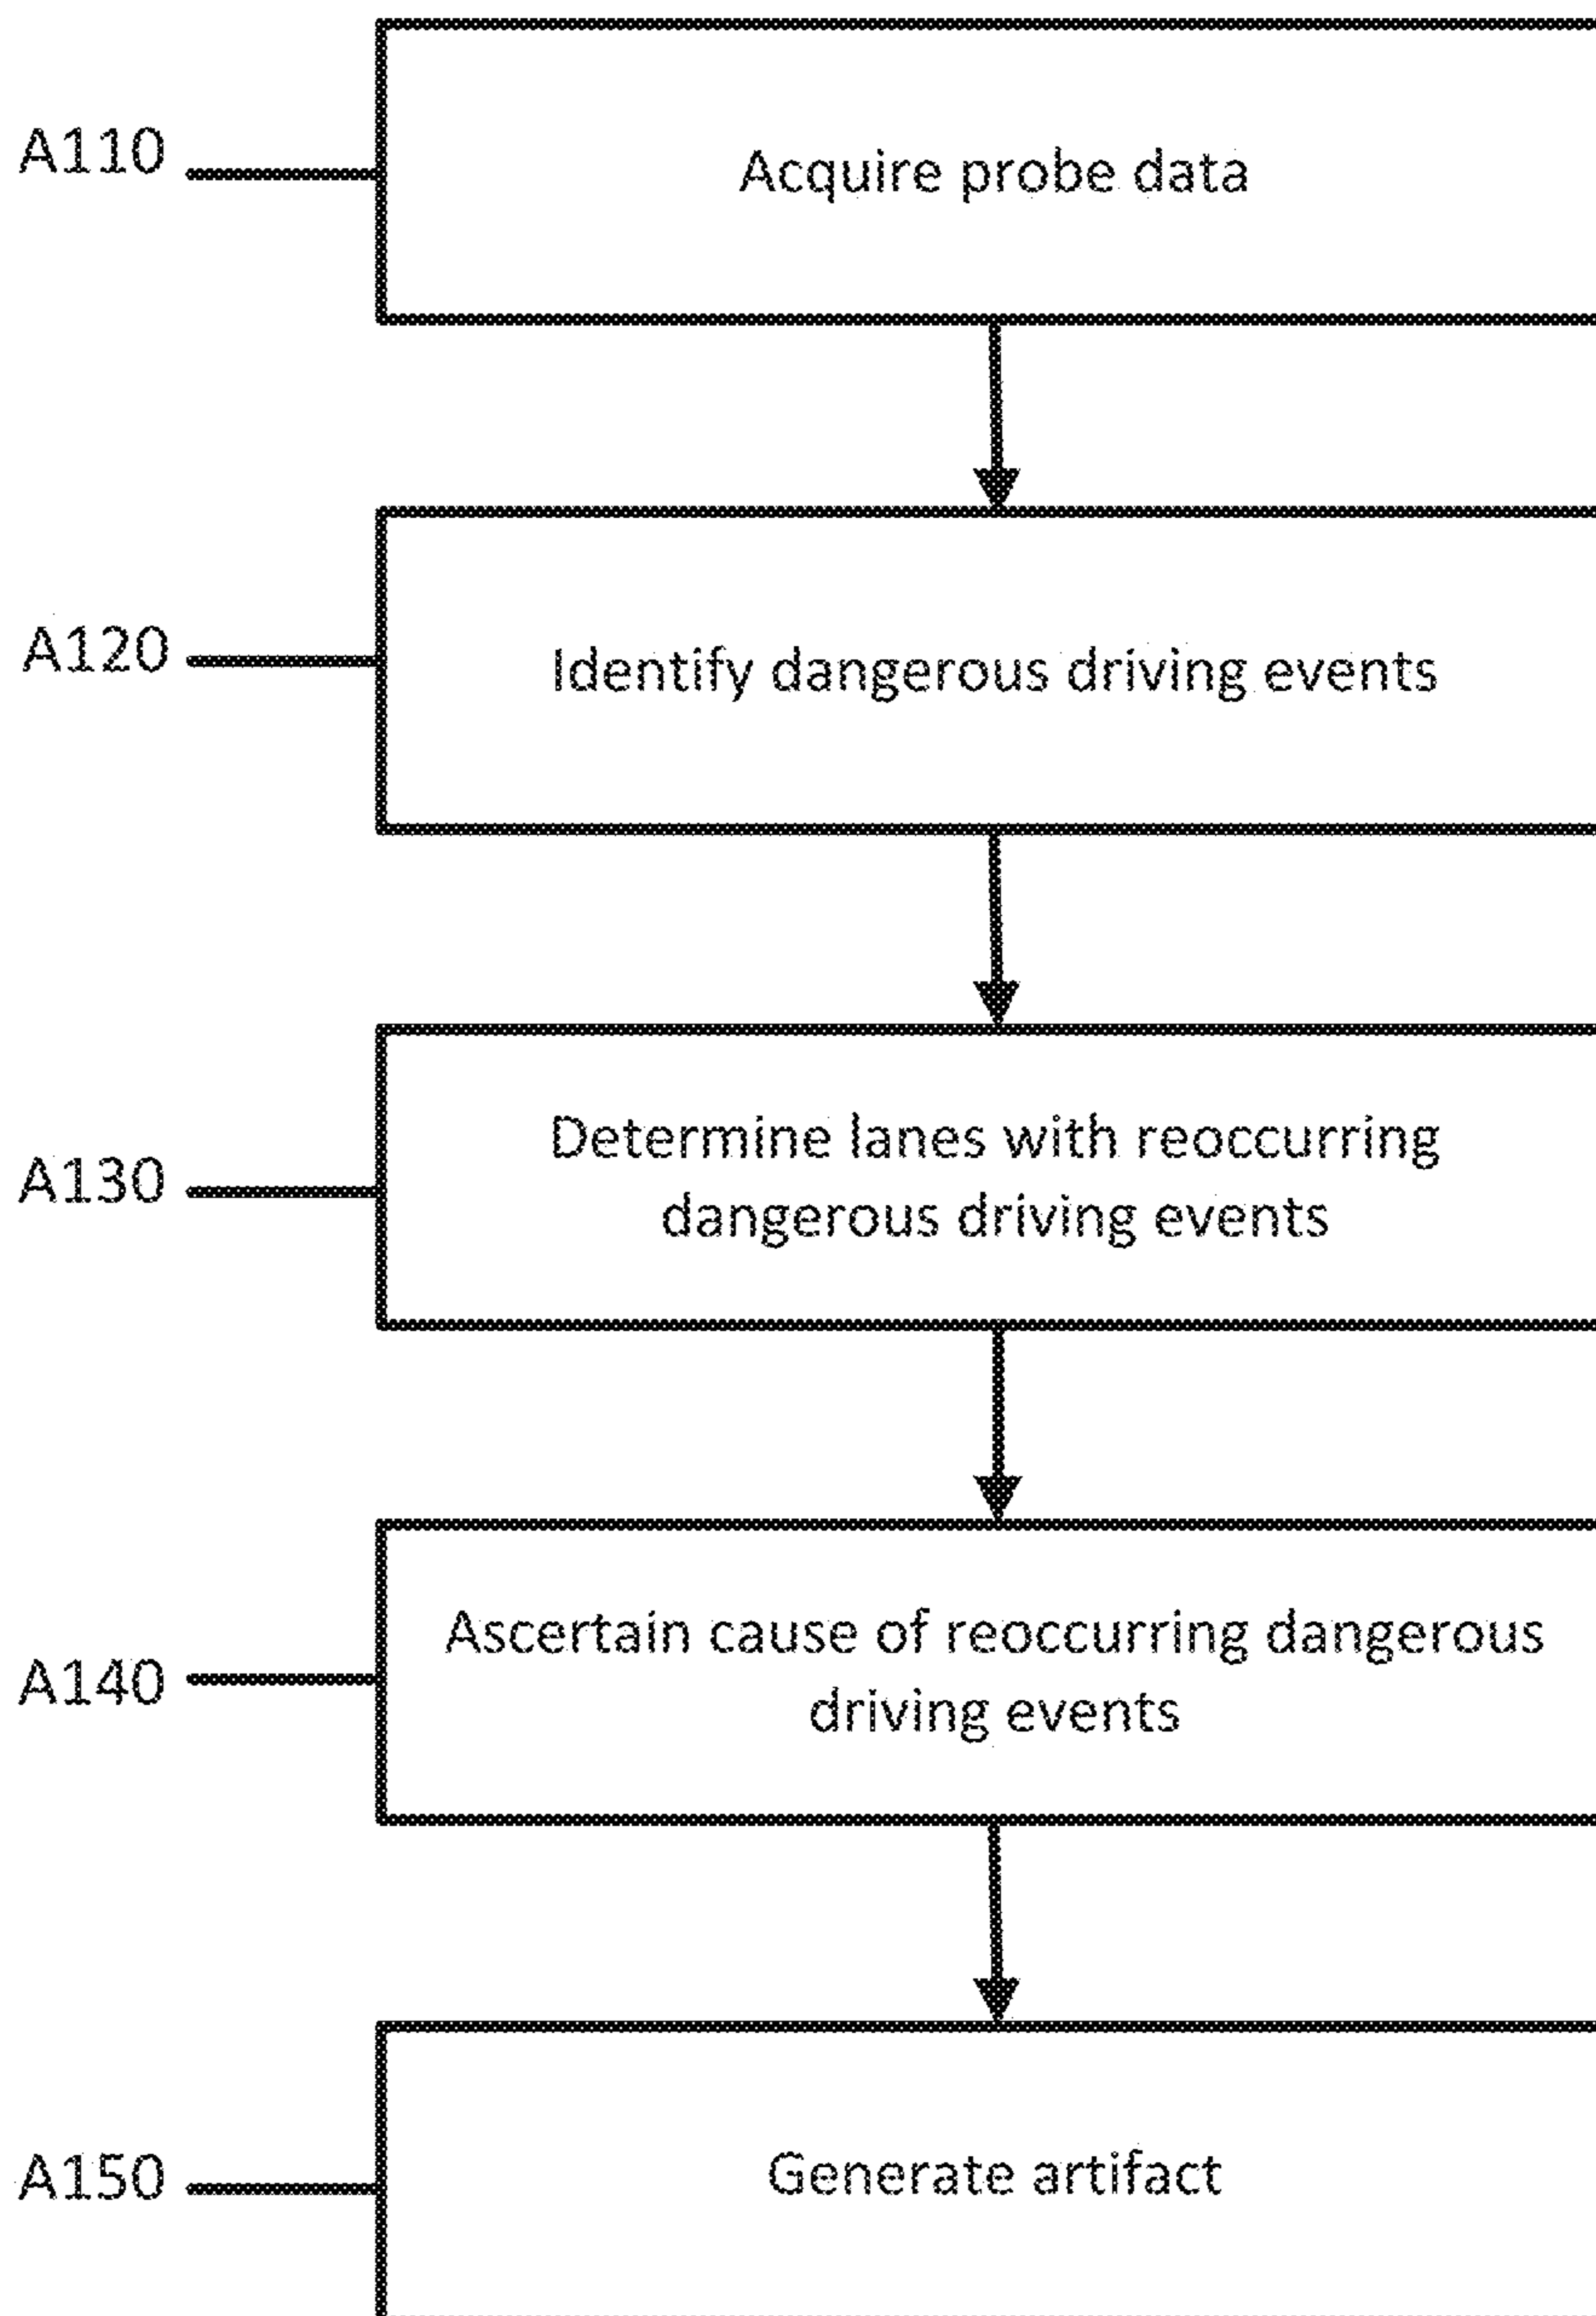 A110
Acquire probe data
A120
Identify dangerous driving events
A130
Determine lanes with reoccurring
dangerous driving events
A140
Ascertain cause of reoccurring dangerous
driving events
A150
Generate artifact